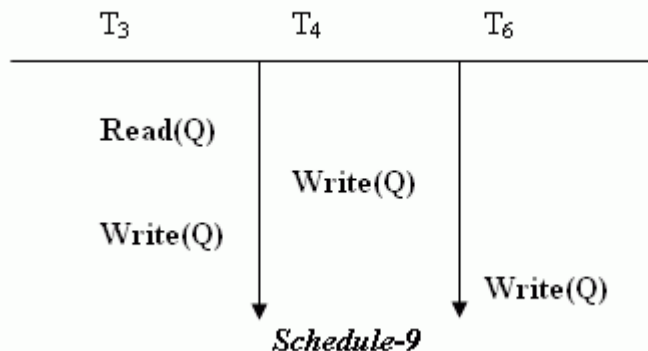 T₃ T₄ T₆
Read(Q)
Write(Q)
Write(Q)
Write(Q)
Schedule-9